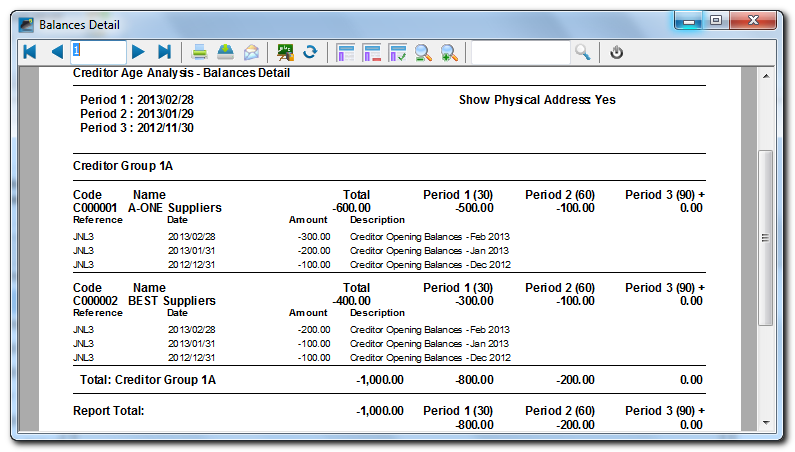 Balances Detail
1
Creditor Age Analysis - Balances Detail
Period 1 : 2013/02/28 Show Physical Address: Yes
Period 2 : 2013/01/29
Period 3 : 2012/11/30
Creditor Group 1A
Code Name Total Period 1 (30) Period 2 (60) Period 3 (90) +
C000001 A-ONE Suppliers -600.00 -500.00 -100.00 0.00
Reference Date Amount Description
JNL3 2013/02/28 -300.00 Creditor Opening Balances - Feb 2013
JNL3 2013/01/31 -200.00 Creditor Opening Balances - Jan 2013
JNL3 2012/12/31 -100.00 Creditor Opening Balances - Dec 2012
Code Name Total Period 1 (30) Period 2 (60) Period 3 (90) +
C000002 BEST Suppliers -400.00 -300.00 -100.00 0.00
Reference Date Amount Description
JNL3 2013/02/28 -200.00 Creditor Opening Balances - Feb 2013
JNL3 2013/01/31 -100.00 Creditor Opening Balances - Jan 2013
JNL3 2012/12/31 -100.00 Creditor Opening Balances - Dec 2012
Total: Creditor Group 1A -1,000.00 -800.00 -200.00 0.00
Report Total: -1,000.00 Period 1 (30) Period 2 (60) Period 3 (90) +
-800.00 -200.00 0.00